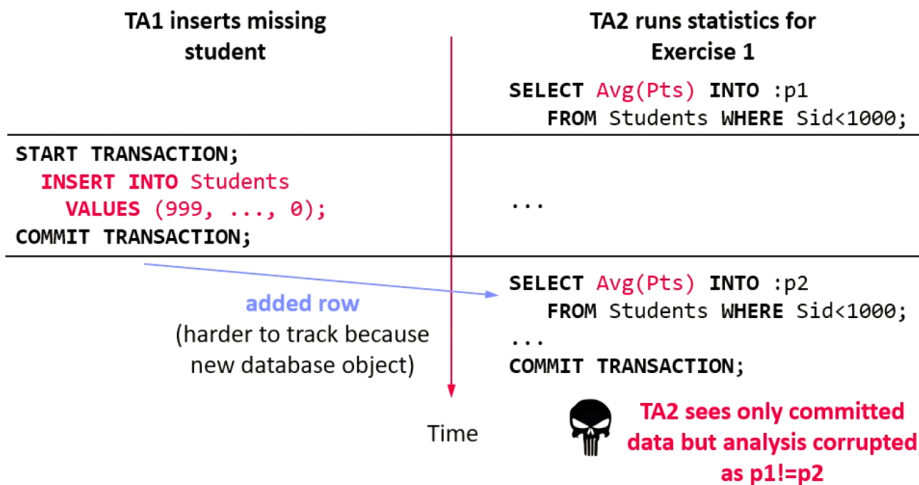 TA1 inserts missing
student
TA2 runs statistics for
Exercise 1
SELECT Avg(Pts) INTO :p1
FROM Students WHERE Sid<1000;
START TRANSACTION;
INSERT INTO Students
VALUES (999, ..., 0);
COMMIT TRANSACTION;
...
added row
(harder to track because
new database object)
SELECT Avg(Pts) INTO :p2
FROM Students WHERE Sid<1000;
...
COMMIT TRANSACTION;
Time
TA2 sees only committed
data but analysis corrupted
as p1!=p2